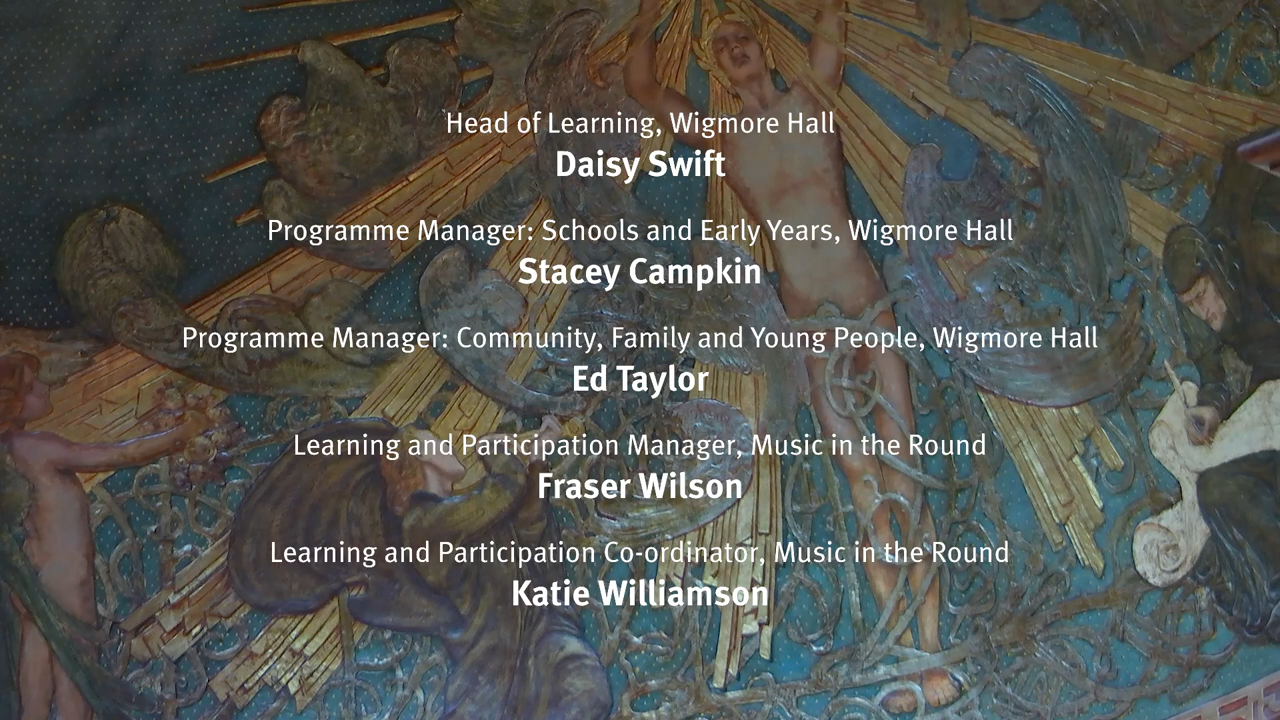 Head of Learning, Wigmore Hall
Daisy Swift
Programme Manager: Schools and Early Years, Wigmore Hall
Stacey Campkin
Programme Manager: Community, Family and Young People, Wigmore Hall
Ed Taylor
Learning and Participation Manager, Music in the Round
Fraser Wilson
Learning and Participation Co-ordinator, Music in the Round
Katie Williamson